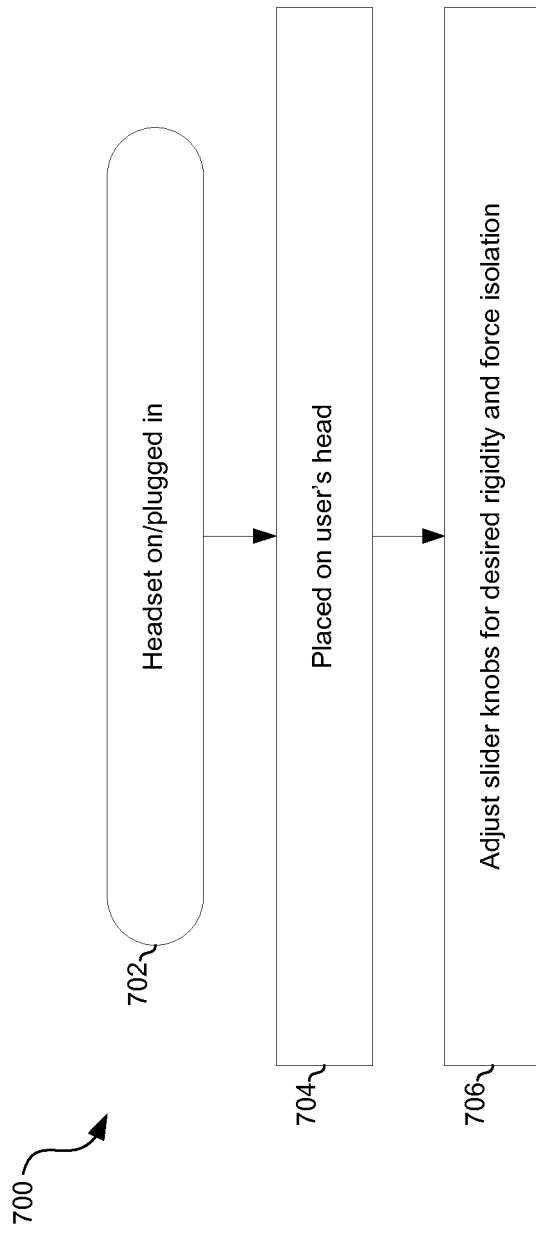 700
702
Headset on/plugged in
704
Placed on user's head
706
Adjust slider knobs for desired rigidity and force isolation